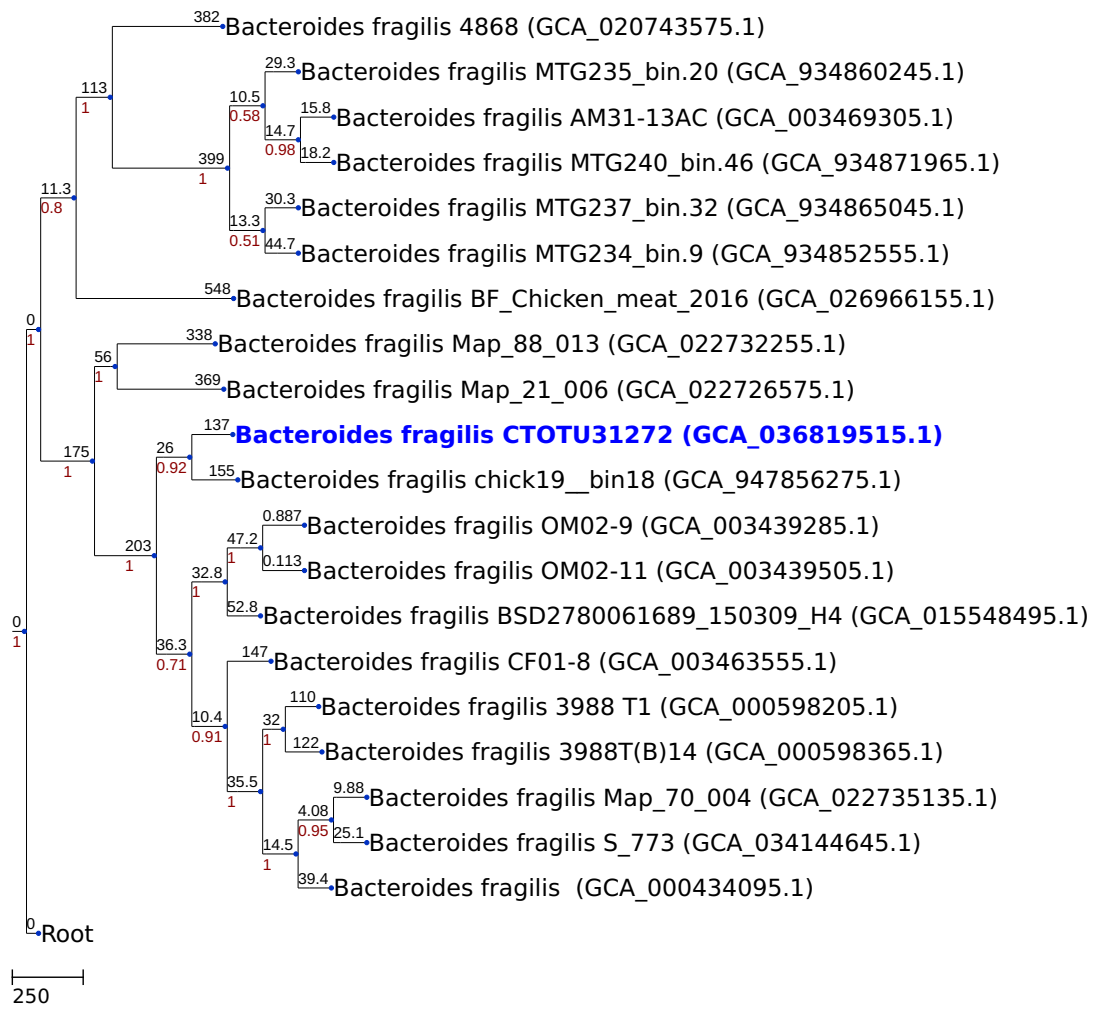 382
Bacteroides fragilis 4868 (GCA_020743575.1)
29.3
Bacteroides fragilis MTG235_bin.20 (GCA_934860245.1)
113
1
10.5
0.58
15.8
Bacteroides fragilis AM31-13AC (GCA_003469305.1)
14.7
0.98
399
1
18.2
Bacteroides fragilis MTG240_bin.46 (GCA_934871965.1)
11.3
0.8
30.3
Bacteroides fragilis MTG237_bin.32 (GCA_934865045.1)
13.3
0.51
44.7
Bacteroides fragilis MTG234_bin.9 (GCA_934852555.1)
548
Bacteroides fragilis BF_Chicken_meat_2016 (GCA_026966155.1)
0
1
338
Bacteroides fragilis Map_88_013 (GCA_022732255.1)
56
1
369
Bacteroides fragilis Map_21_006 (GCA_022726575.1)
137
Bacteroides fragilis CTOTU31272 (GCA_036819515.1)
175
1
26
0.92
155
Bacteroides fragilis chick19__bin18 (GCA_947856275.1)
0.887
Bacteroides fragilis OM02-9 (GCA_003439285.1)
203
1
47.2
1
0.113
Bacteroides fragilis OM02-11 (GCA_003439505.1)
32.8
1
52.8
Bacteroides fragilis BSD2780061689_150309_H4 (GCA_015548495.1)
0
1
36.3
0.71
147
Bacteroides fragilis CF01-8 (GCA_003463555.1)
110
Bacteroides fragilis 3988 T1 (GCA_000598205.1)
10.4
0.91
32
1
122
Bacteroides fragilis 3988T(B)14 (GCA_000598365.1)
35.5
1
9.88
Bacteroides fragilis Map_70_004 (GCA_022735135.1)
4.08
0.95
25.1
Bacteroides fragilis S_773 (GCA_034144645.1)
14.5
1
39.4
Bacteroides fragilis  (GCA_000434095.1)
0
Root
250